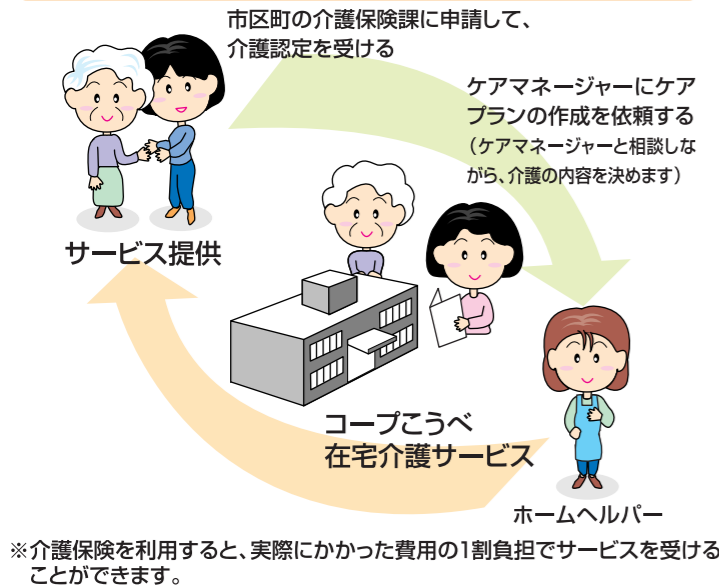 市区町の介護保険課に申請して、
介護認定を受ける
ケアマネージャーにケア
プランの作成を依頼する
（ケアマネージャーと相談しな
がら、介護の内容を決めます）
サービス提供
コープこうべ
在宅介護サービス
ホームヘルパー
※介護保険を利用すると、実際にかかった費用の1割負担でサービスを受ける
ことができます。